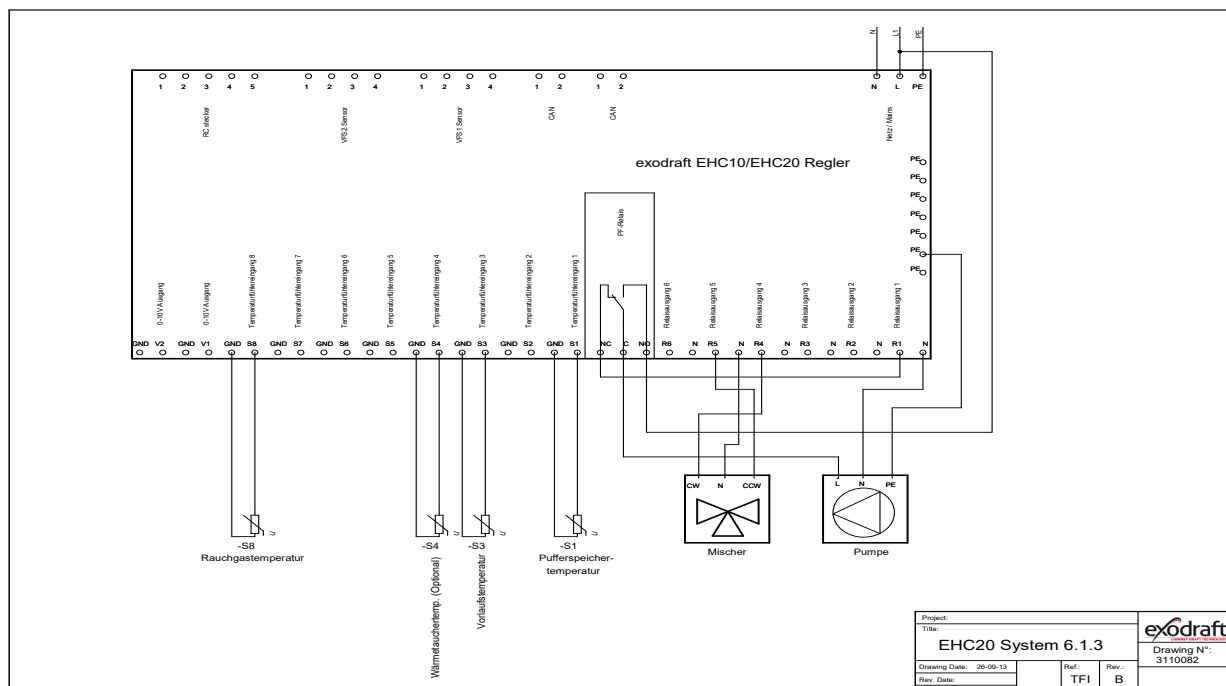 N L1 PE
1 2 3 4 5 1 2 3 4 1 2 3 4 1 2 1 2 N L PE
RC stecker
VFS 2 Sensor
VFS 1 Sensor
CAN
CAN
Netz / Mains
exodraft EHC10/EHC20 Regler
PE
PE
PE
PE
PE
PE
PE
PF-Relais
0-10V Ausgang
0-10V Ausgang
Temperaturfühlereingang 8
Temperaturfühlereingang 7
Temperaturfühlereingang 6
Temperaturfühlereingang 5
Temperaturfühlereingang 4
Temperaturfühlereingang 3
Temperaturfühlereingang 2
Temperaturfühlereingang 1
Relaisausgang 6
Relaisausgang 5
Relaisausgang 4
Relaisausgang 3
Relaisausgang 2
Relaisausgang 1
GND V2 GND V1 GND S8 GND S7 GND S6 GND S5 GND S4 GND S3 GND S2 GND S1 NC C NO R6 N R5 N R4 N R3 N R2 N R1 N
CW N CCW
L N PE
U U U U
-S8
Rauchgastemperatur
-S4
Wärmetauchertemp. (Optional)
-S3
Vorlaufstemperatur
-S1
Pufferspeicher-
temperatur
Mischer
Pumpe
Project:
Title:
EHC20 System 6.1.3
Drawing Date: 26-09-13
Rev. Date:
Ref.:
TFI
Rev.:
B
exodraft
CHIMNEY DRAFT TECHNOLOGY
Drawing N°:
3110082